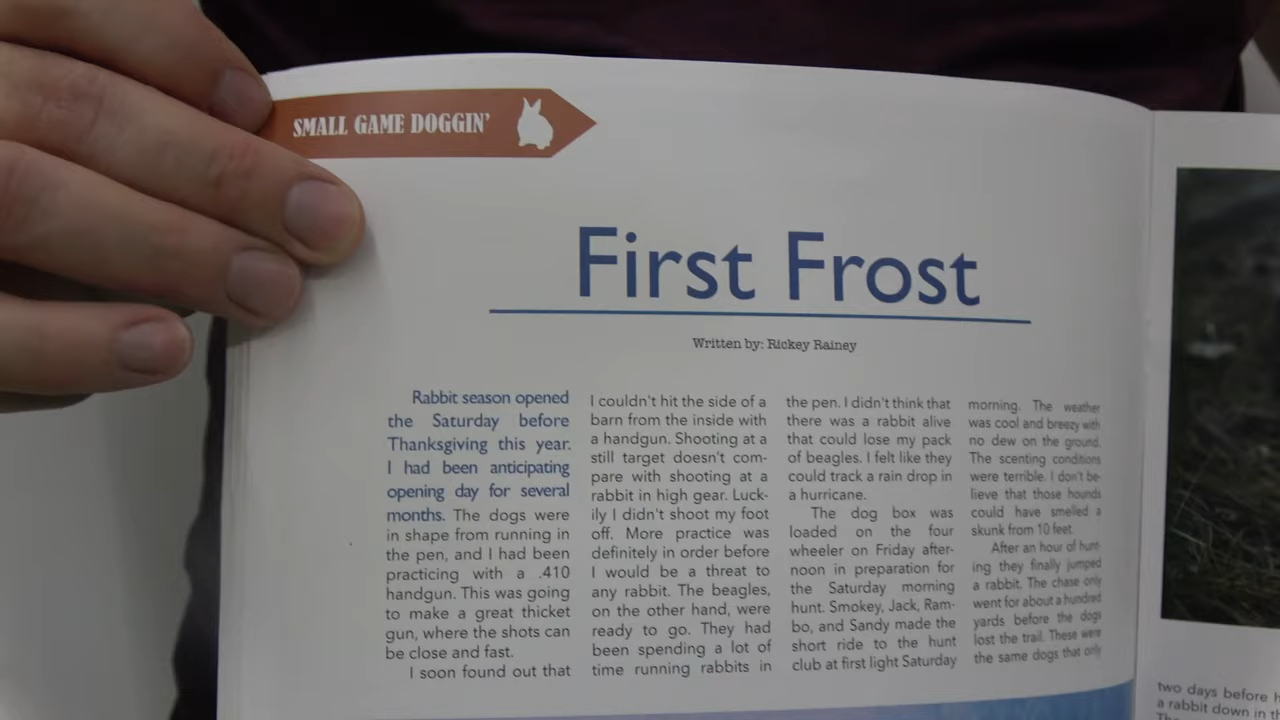 SMALL GAME DOGGIN'
First Frost
Written by: Rickey Rainey
Rabbit season opened
the Saturday before
Thanksgiving this year.
I had been anticipating
opening day for several
months. The dogs were
in shape from running in
the pen, and I had been
practicing with a .410
handgun. This was going
to make a great thicket
gun, where the shots can
be close and fast.
I soon found out that
I couldn't hit the side of a
barn from the inside with
a handgun. Shooting at a
still target doesn't com-
pare with shooting at a
rabbit in high gear. Luck-
ily I didn't shoot my foot
off. More practice was
definitely in order before
I would be a threat to
any rabbit. The beagles,
on the other hand, were
ready to go. They had
been spending a lot of
time running rabbits in
the pen. I didn't think that
there was a rabbit alive
that could lose my pack
of beagles. I felt like they
could track a rain drop in
a hurricane.
The dog box was
loaded on the four
wheeler on Friday after-
noon in preparation for
the Saturday morning
hunt. Smokey, Jack, Ram-
bo, and Sandy made the
short ride to the hunt
club at first light Saturday
morning. The weather
was cool and breezy with
no dew on the ground.
The scenting conditions
were terrible. I don't be-
lieve that those hounds
could have smelled a
skunk from 10 feet.
After an hour of hunt-
ing they finally jumped
a rabbit. The chase only
went for about a hundred
yards before the dogs
lost the trail. These were
the same dogs that only
two days before
a rabbit down in